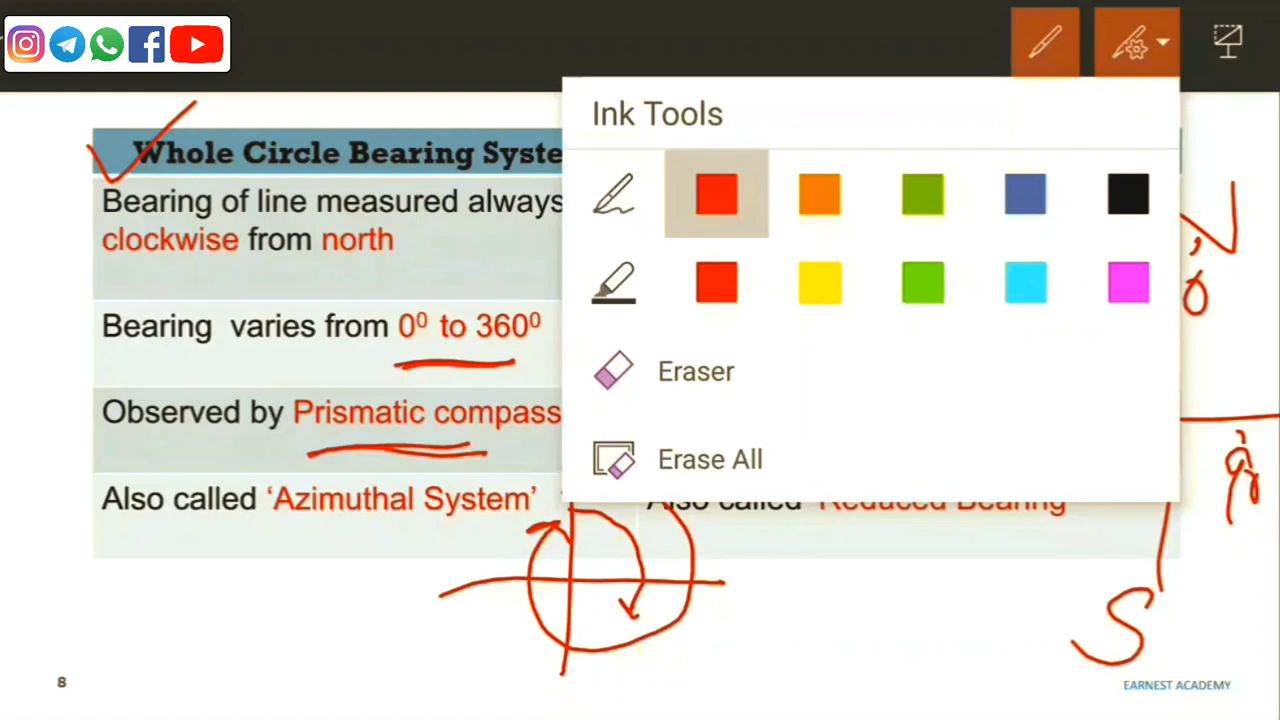 Ink Tools
Eraser
Erase All
Whole Circle Bearing Syste
Bearing of line measured always
clockwise from north
Bearing varies from 0⁰ to 360⁰
Observed by Prismatic compass
Also called ‘Azimuthal System’
Also called ‘Reduced Bearing
N
0
S
8
EARNEST ACADEMY